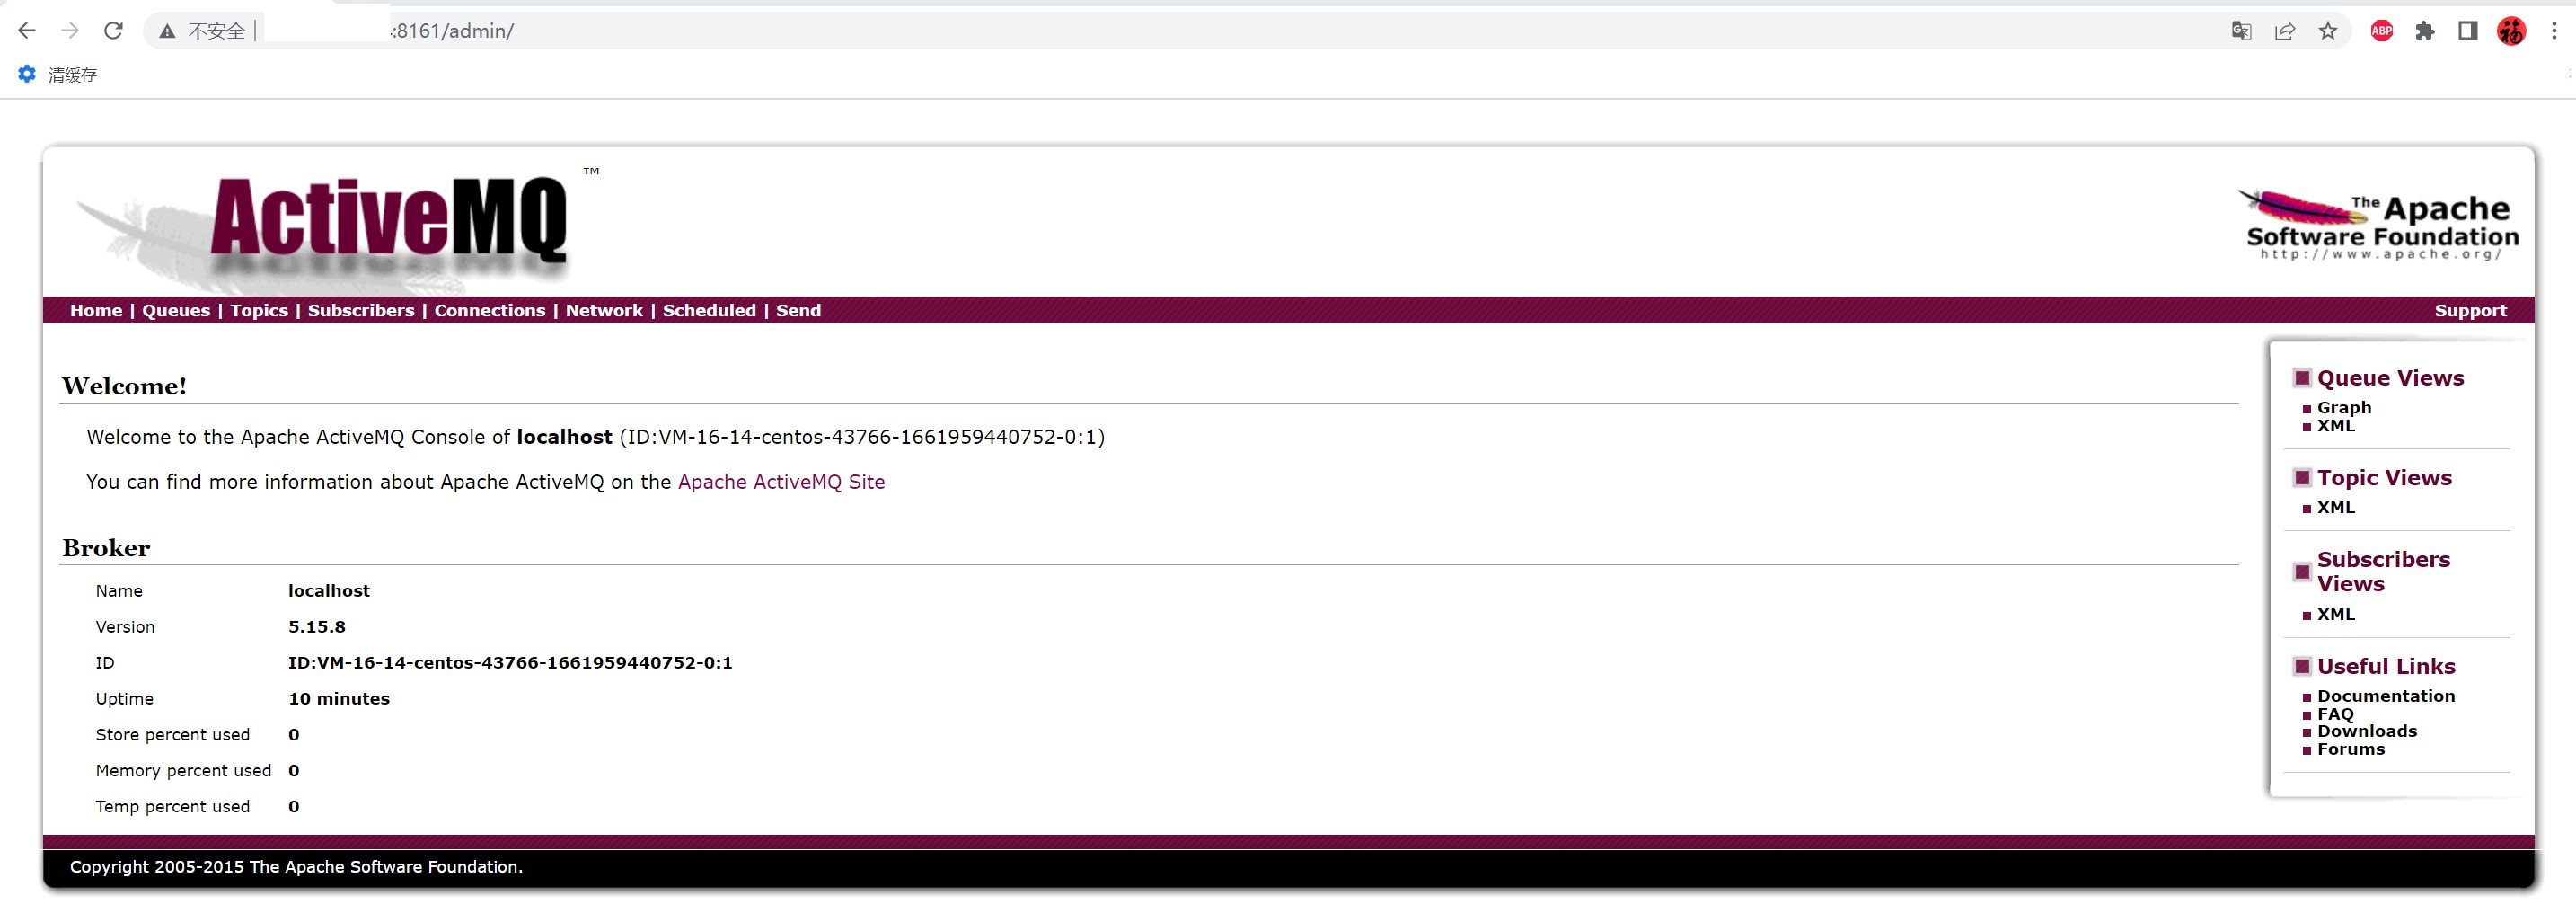 不安全 | :8161/admin/
清缓存
ActiveMQ ™
The Apache
Software Foundation
http://www.apache.org/
Home | Queues | Topics | Subscribers | Connections | Network | Scheduled | Send
Support
Welcome!
Welcome to the Apache ActiveMQ Console of localhost (ID:VM-16-14-centos-43766-1661959440752-0:1)
You can find more information about Apache ActiveMQ on the Apache ActiveMQ Site
Broker
Name localhost
Version 5.15.8
ID ID:VM-16-14-centos-43766-1661959440752-0:1
Uptime 10 minutes
Store percent used 0
Memory percent used 0
Temp percent used 0
Queue Views
Graph
XML
Topic Views
XML
Subscribers
Views
XML
Useful Links
Documentation
FAQ
Downloads
Forums
Copyright 2005-2015 The Apache Software Foundation.
ABP
福